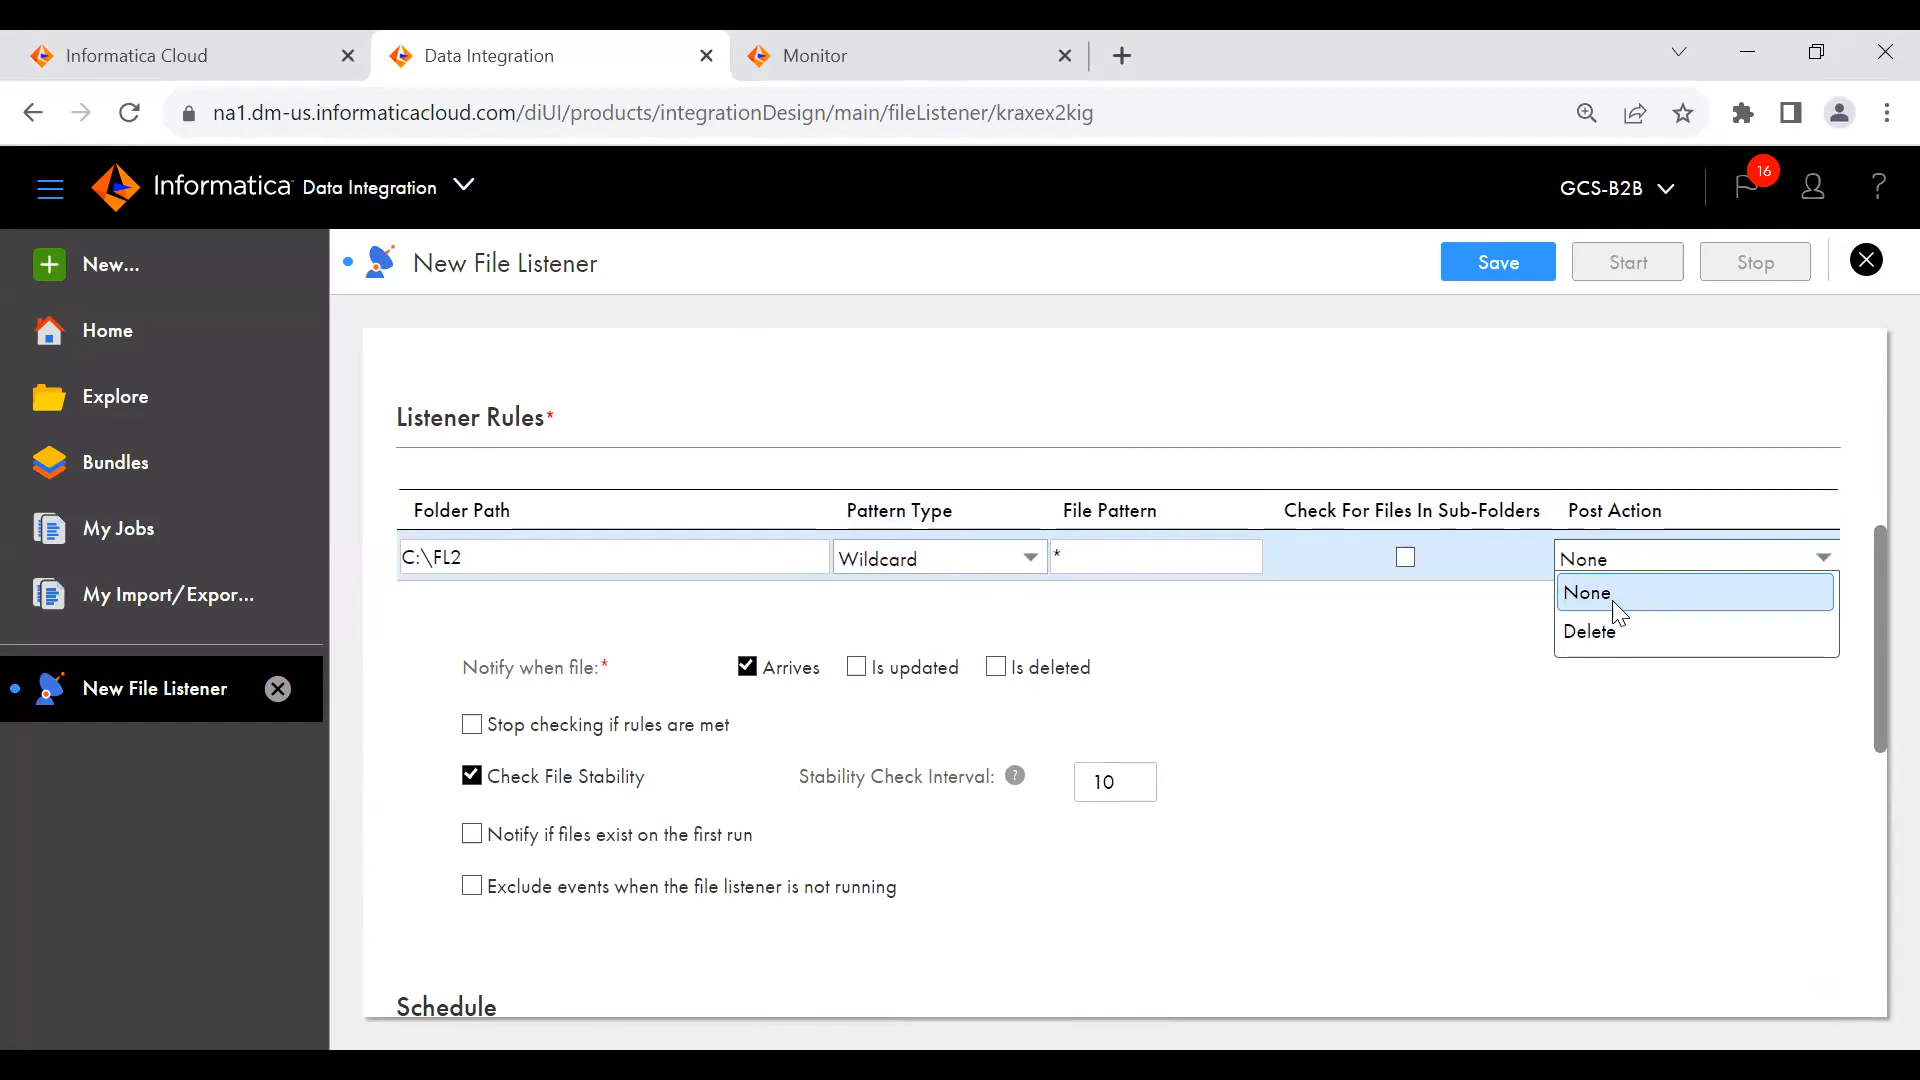 Informatica Cloud
Data Integration
Monitor
na1.dm-us.informaticacloud.com/diUI/products/integrationDesign/main/fileListener/kraxex2kig
Informatica Data Integration
GCS-B2B
16
?
New...
Home
Explore
Bundles
My Jobs
My Import/Expor...
New File Listener
New File Listener
Save
Start
Stop
Listener Rules*
Folder Path Pattern Type File Pattern Check For Files In Sub-Folders Post Action
C:\FL2 Wildcard * None
None
Delete
Notify when file:* Arrives Is updated Is deleted
Stop checking if rules are met
Check File Stability Stability Check Interval: ? 10
Notify if files exist on the first run
Exclude events when the file listener is not running
Schedule